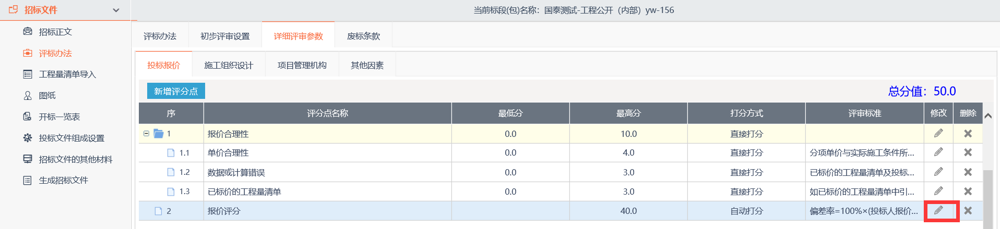 招标文件
当前标段(包)名称：国泰测试-工程公开（内部）yw-156
招标正文
评标办法
工程量清单导入
图纸
开标一览表
投标文件组成设置
招标文件的其他材料
生成招标文件
评标办法 初步评审设置 详细评审参数 废标条款
投标报价 施工组织设计 项目管理机构 其他因素
新增评分点 总分值：50.0
序 评分点名称 最低分 最高分 打分方式 评审标准 修改 删除
1 报价合理性 0.0 10.0 直接打分
1.1 单价合理性 0.0 4.0 直接打分 分项单价与实际施工条件所...
1.2 数据或计算错误 0.0 3.0 直接打分 已标价的工程量清单及投标...
1.3 已标价的工程量清单 0.0 3.0 直接打分 如已标价的工程量清单中引...
2 报价评分 40.0 自动打分 偏差率=100%×(投标人报价...